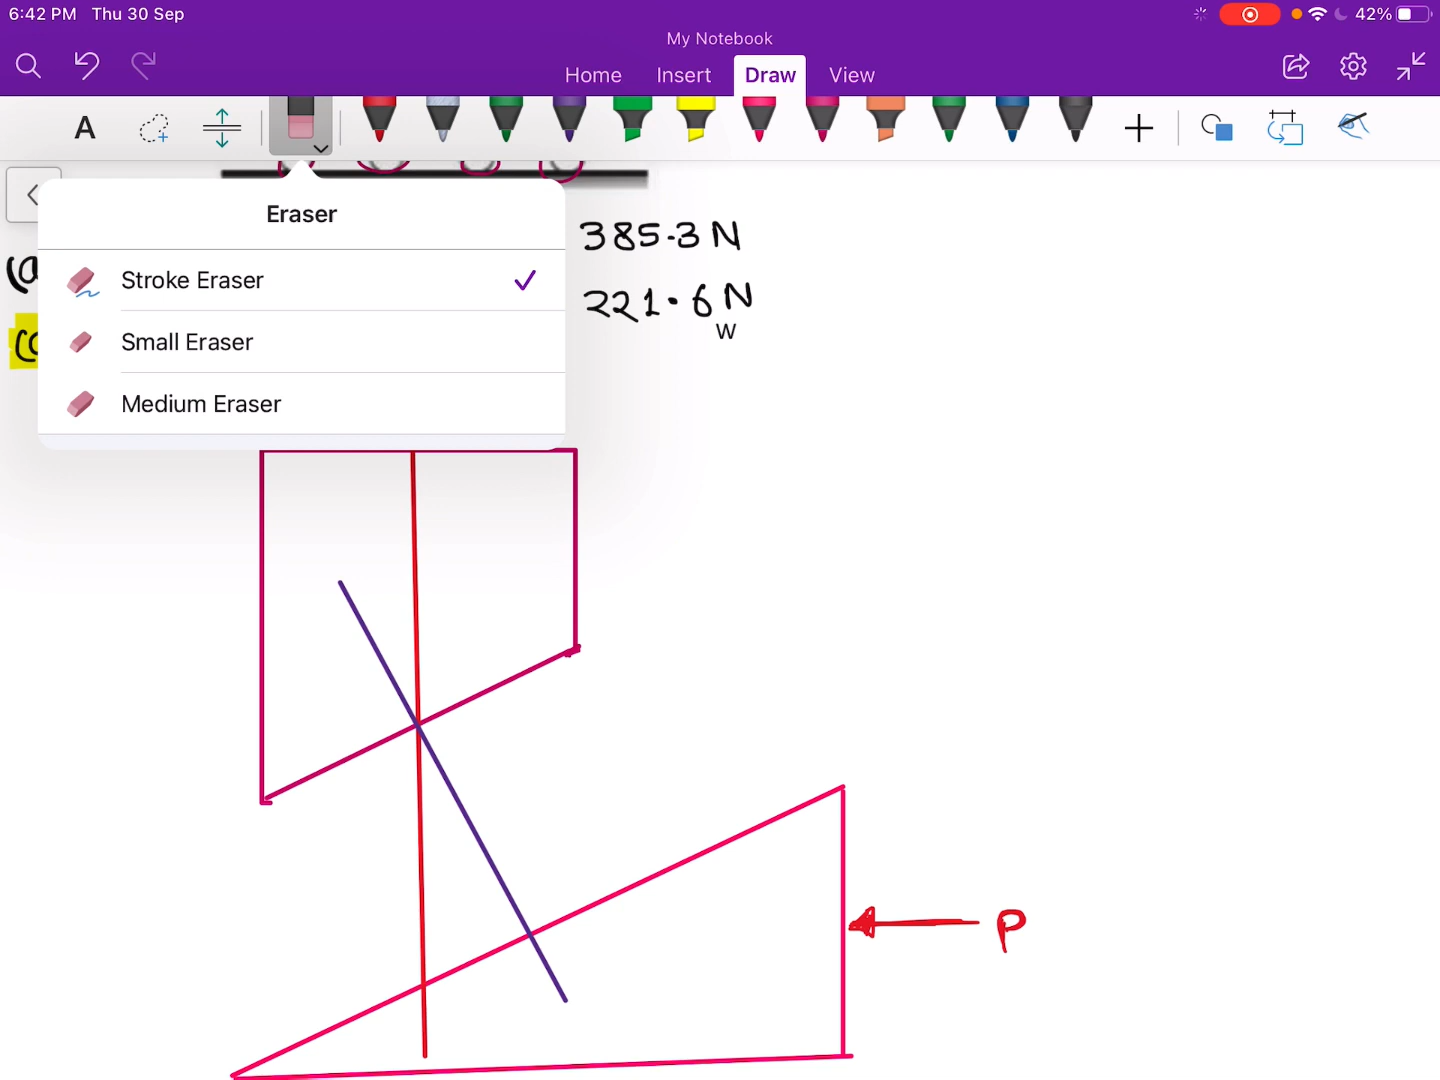 6:42 PM Thu 30 Sep
42%
My Notebook
Home Insert Draw View
A
Eraser
Stroke Eraser
Small Eraser
Medium Eraser
(a
385.3 N
(c
221.6 N
W
P